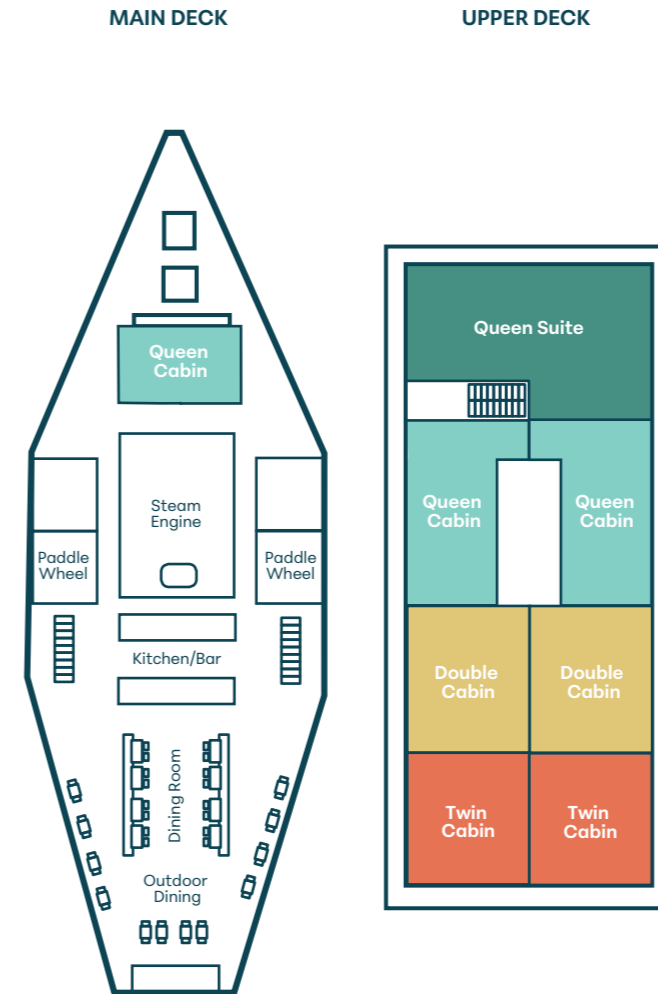 MAIN DECK
Queen
Cabin
Steam
Engine
Paddle
Wheel
Paddle
Wheel
Kitchen/Bar
Dining Room
Outdoor
Dining
UPPER DECK
Queen Suite
Queen
Cabin
Queen
Cabin
Double
Cabin
Double
Cabin
Twin
Cabin
Twin
Cabin